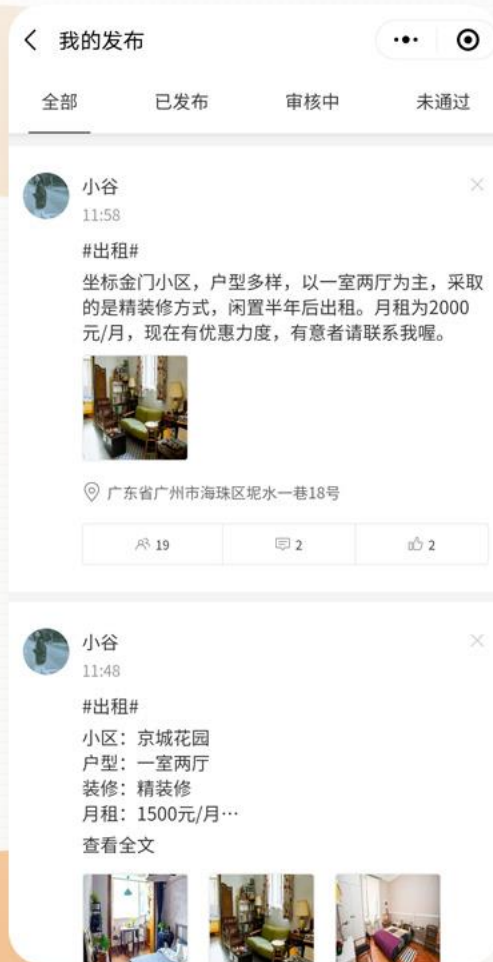 我的发布
全部 已发布 审核中 未通过
小谷
11:58
#出租#
坐标金门小区，户型多样，以一室两厅为主，采取
的是精装修方式，闲置半年后出租。月租为2000
元/月，现在有优惠力度，有意者请联系我喔。
广东省广州市海珠区坭水一巷18号
19 2 2
小谷
11:48
#出租#
小区：京城花园
户型：一室两厅
装修：精装修
月租：1500元/月…
查看全文